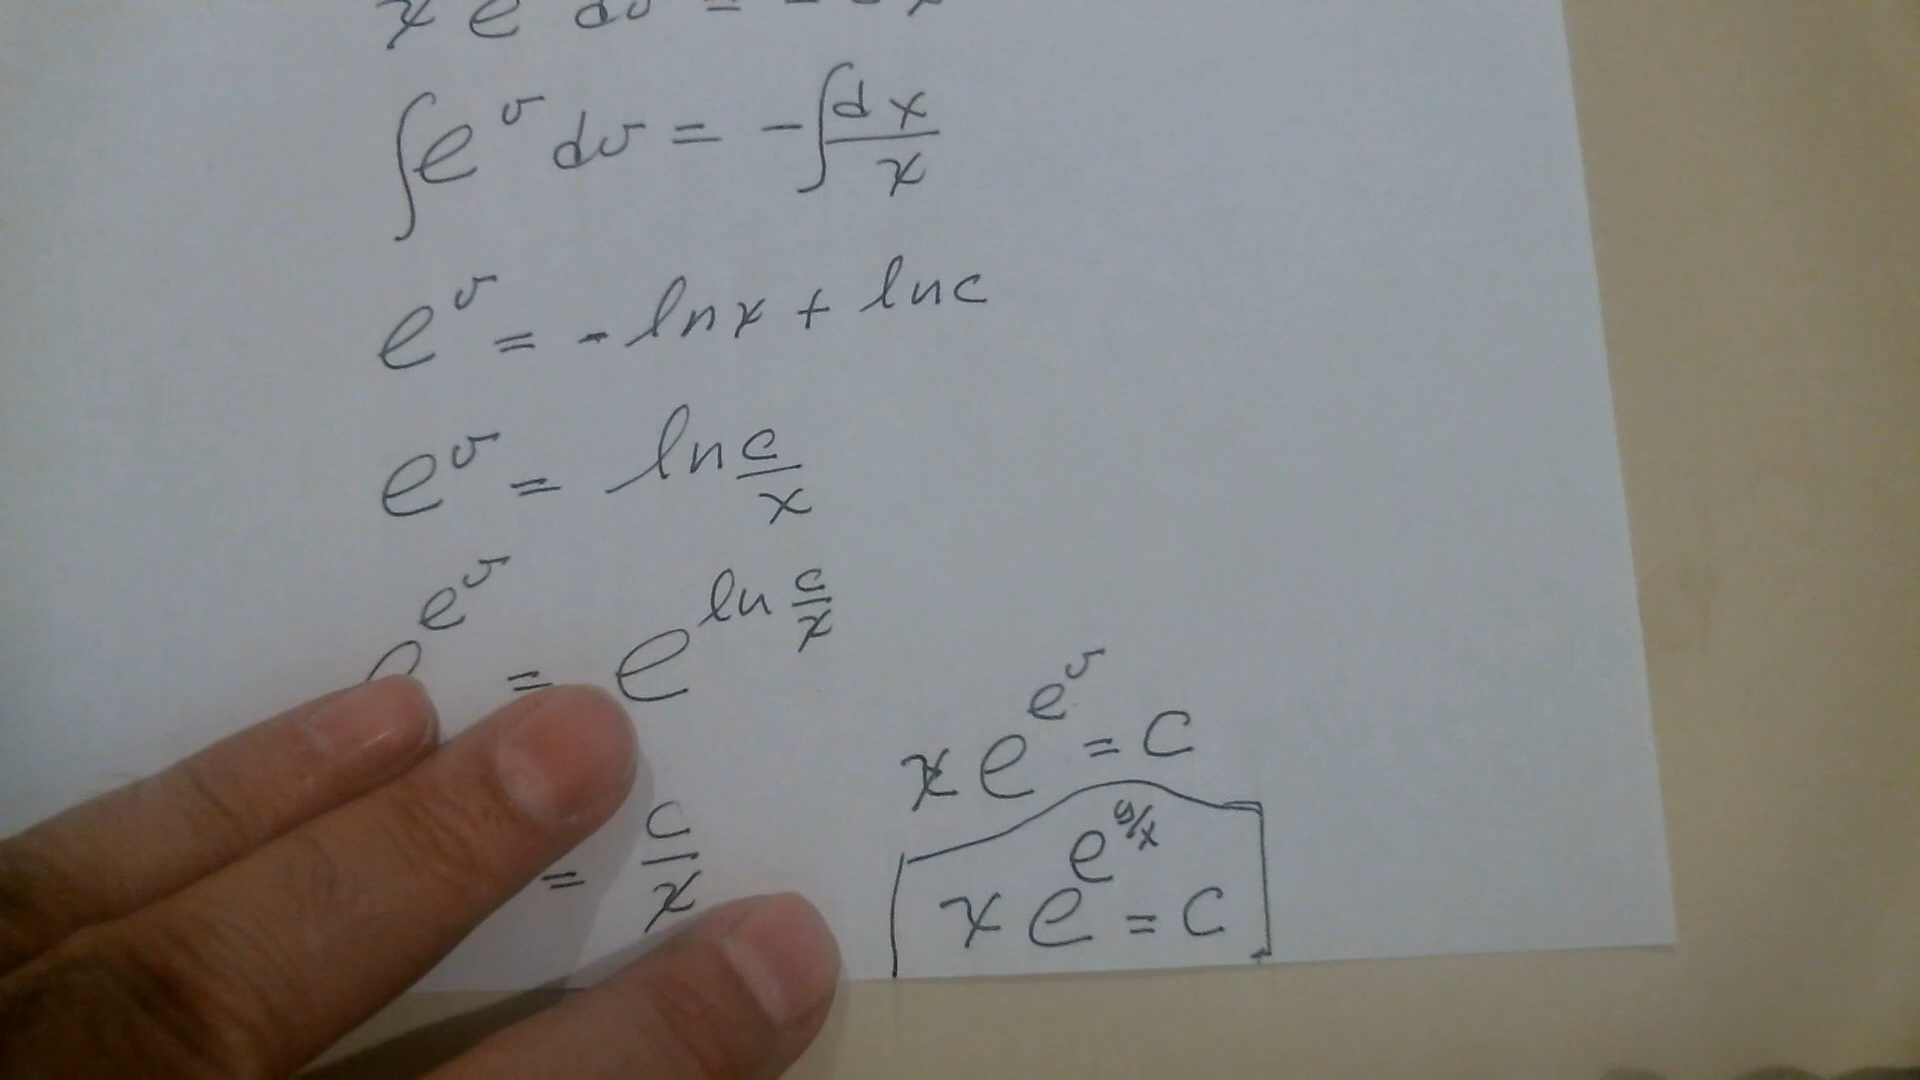 ∫e^v dv = -∫dx/x
e^v = -ln x + ln c
e^v = ln c/x
e^e^v = e^ln c/x
= c/x
x e^e^v = c
x e^e^y/x = c